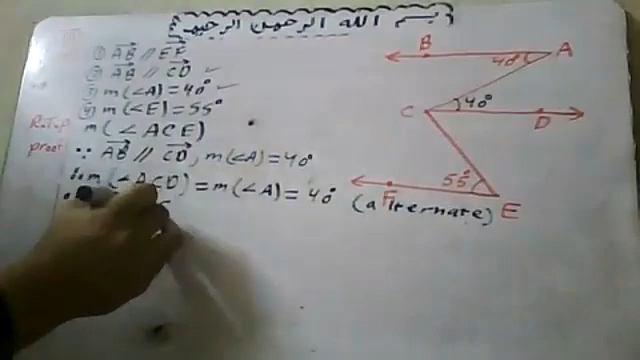 بسم الله الرحمن الرحيم
① AB // EF
② AB // CD
③ m(∠A) = 40°
④ m(∠E) = 55°
R.T.P
m(∠ACE)
proof
∵ AB // CD, m(∠A) = 40°
∴ m(∠ACD) = m(∠A) = 40°
(alternate)
B
A
40°
C
40°
D
F
55°
E